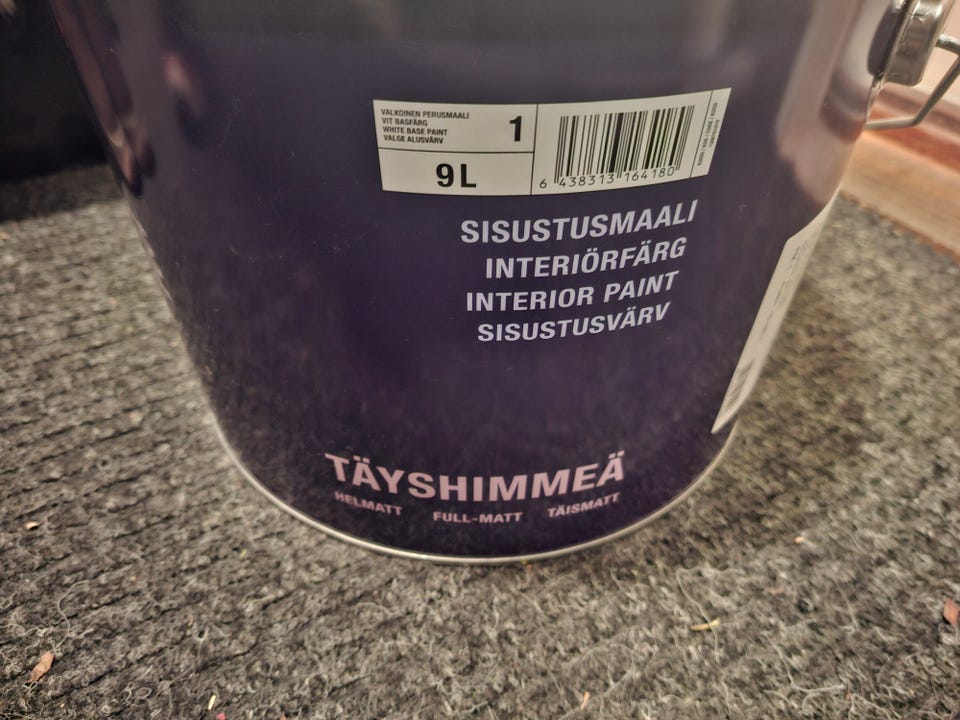 VALKOINEN PERUSMAALI
VIT BASFÄRG
WHITE BASE PAINT
VALGE ALUSVÄRV
1
9L
6 438313 164180
SISUSTUSMAALI
INTERIÖRFÄRG
INTERIOR PAINT
SISUSTUSVÄRV
TÄYSHIMMEÄ
HELMATT FULL-MATT TÄISMATT